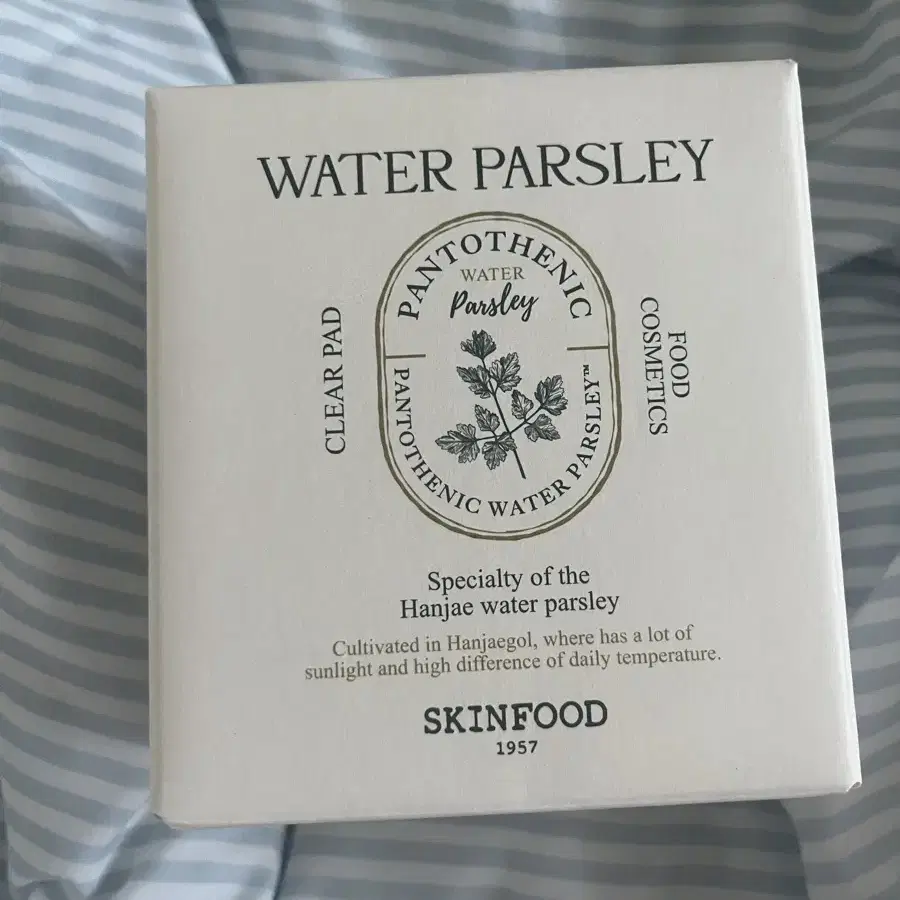 WATER PARSLEY
PANTOTHENIC
WATER
Parsley
CLEAR PAD
FOOD
COSMETICS
PANTOTHENIC WATER PARSLEY™
Specialty of the
Hanjae water parsley
Cultivated in Hanjaegol, where has a lot of
sunlight and high difference of daily temperature.
SKINFOOD
1957